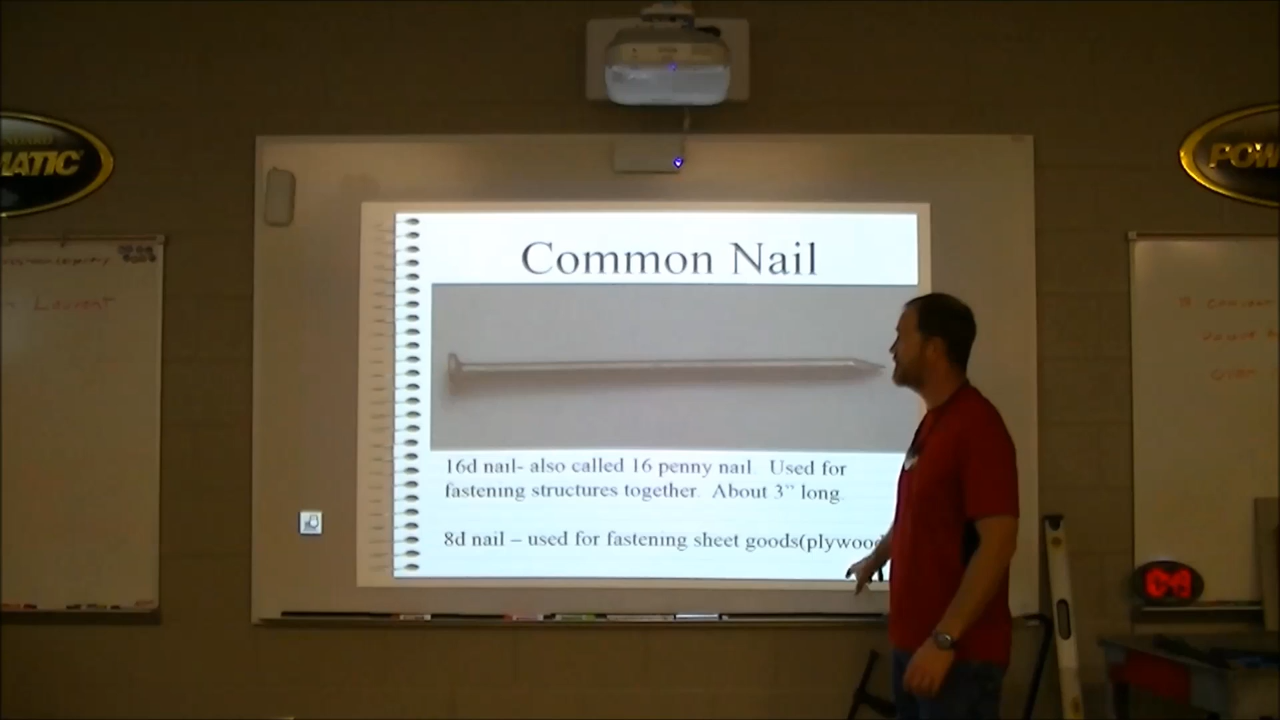 MATIC
POW
Common Nail
Laurent
16d nail- also called 16 penny nail. Used for
fastening structures together. About 3" long.
8d nail – used for fastening sheet goods(plywood